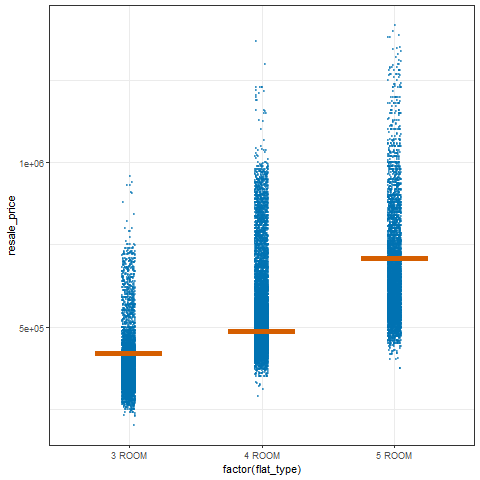 1e+06
5e+05
resale_price
3 ROOM
4 ROOM
5 ROOM
factor(flat_type)